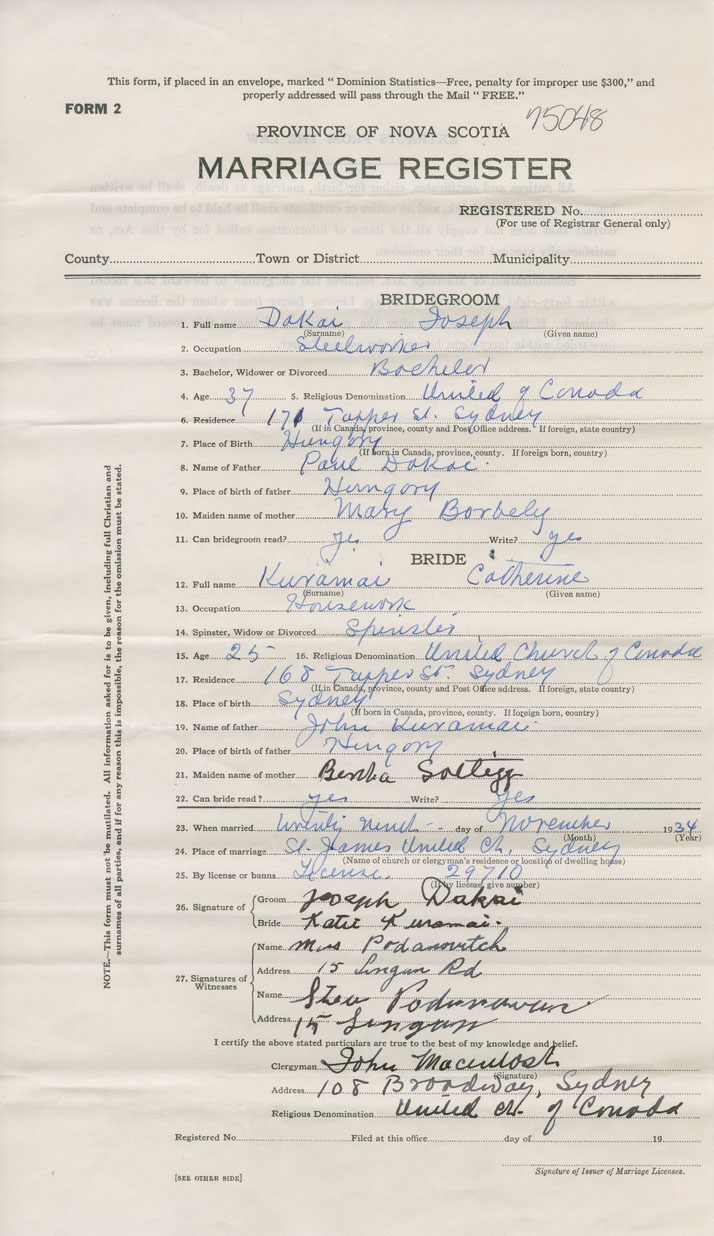 This form, if placed in an envelope, marked "Dominion Statistics—Free, penalty for improper use $300," and
properly addressed will pass through the Mail "FREE."
FORM 2
75048
PROVINCE OF NOVA SCOTIA
MARRIAGE REGISTER
REGISTERED No.
(For use of Registrar General only)
County Town or District Municipality
BRIDEGROOM
1. Full name Dakai Joseph
(Surname) (Given name)
2. Occupation Steelworker
3. Bachelor, Widower or Divorced Bachelor
4. Age 37 5. Religious Denomination United of Canada
6. Residence 171 Tupper St. Sydney
(If in Canada, province, county and Post Office address. If foreign, state country)
7. Place of Birth Hungary
(If born in Canada, province, county. If foreign born, country)
8. Name of Father Paul Dakai
9. Place of birth of father Hungary
10. Maiden name of mother Mary Borbely
11. Can bridegroom read? yes Write? yes
BRIDE
12. Full name Kuramai Catherine
(Surname) (Given name)
13. Occupation Housework
14. Spinster, Widow or Divorced Spinster
15. Age 25 16. Religious Denomination United Church of Canada
17. Residence 168 Tupper St. Sydney
(If in Canada, province, county and Post Office address. If foreign, state country)
18. Place of birth Sydney
(If born in Canada, province, county. If foreign born, country)
19. Name of father John Kuramai
20. Place of birth of father Hungary
21. Maiden name of mother Bertha
22. Can bride read? yes Write? yes
23. When married twenty ninth day of November 1934
(Month) (Year)
24. Place of marriage St. James United Ch. Sydney
(Name of church or clergyman's residence or location of dwelling house)
25. By license or banns License. 29710
(If by license, give number)
26. Signature of Groom Joseph Dakai
Bride Katie Kuramai.
27. Signatures of Witnesses Name Mrs Podanovitch
Address 15 Lingan Rd
Name Steve
Address 15 Lingan
I certify the above stated particulars are true to the best of my knowledge and belief.
Clergyman John Macintosh
(Signature)
Address 108 Broadway, Sydney
Religious Denomination United Ch. of Canada
Registered No. Filed at this office day of 19
Signature of Issuer of Marriage Licenses.
[SEE OTHER SIDE]
NOTE.—This form must not be mutilated. All information asked for is to be given, including full Christian and
surnames of all parties, and if for any reason this is impossible, the reason for the omission must be stated.